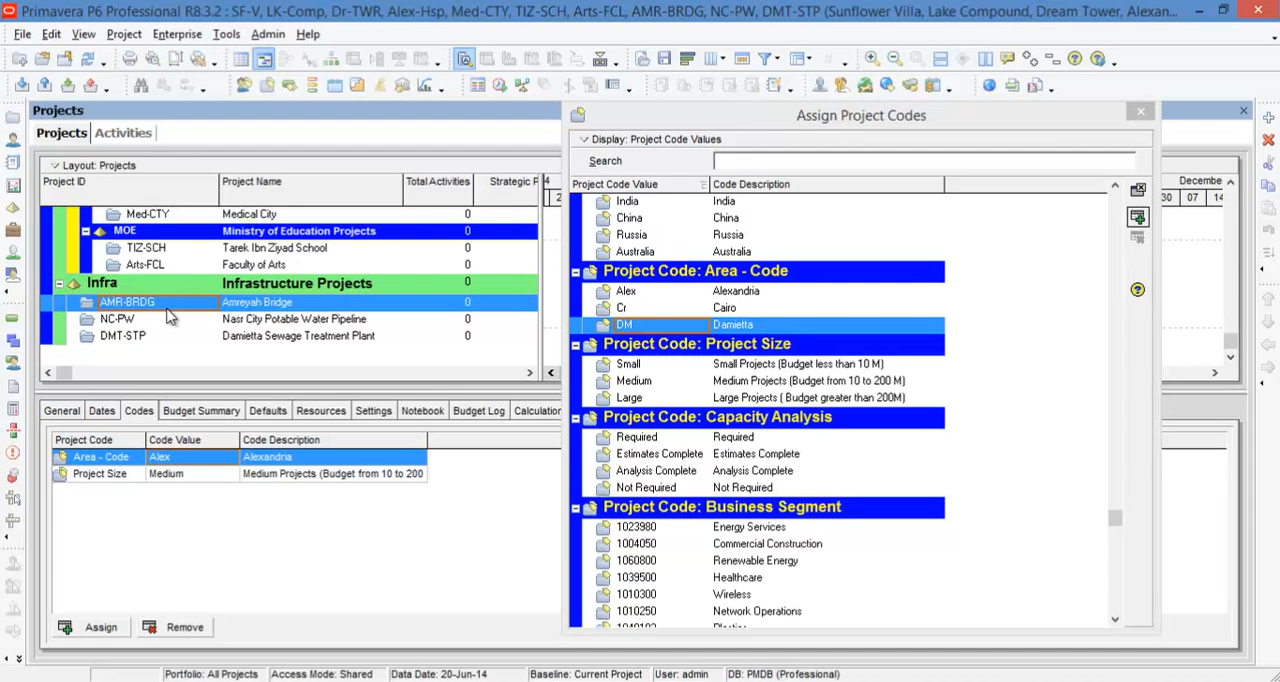 Primavera P6 Professional R8.3.2 : SF-V, LK-Comp, Dr-TWR, Alex-Hsp, Med-CTY, TIZ-SCH, Arts-FCL, AMR-BRDG, NC-PW, DMT-STP (Sunflower Villa, Lake Compound, Dream Tower, Alexan...
File Edit View Project Enterprise Tools Admin Help
Projects
Projects Activities
Layout: Projects
Project ID Project Name Total Activities Strategic P
Med-CTY Medical City 0
MOE Ministry of Education Projects 0
TIZ-SCH Tarek Ibn Ziyad School 0
Arts-FCL Faculty of Arts 0
Infra Infrastructure Projects 0
AMR-BRDG Amreyah Bridge 0
NC-PW Nasr City Potable Water Pipeline 0
DMT-STP Damietta Sewage Treatment Plant 0
4
2
Decembe
30 07 14
General Dates Codes Budget Summary Defaults Resources Settings Notebook Budget Log Calculation
Project Code Code Value Code Description
Area - Code Alex Alexandria
Project Size Medium Medium Projects (Budget from 10 to 200
Assign Remove
Assign Project Codes
Display: Project Code Values
Search
Project Code Value Code Description
India India
China China
Russia Russia
Australia Australia
Project Code: Area - Code
Alex Alexandria
Cr Cairo
DM Damietta
Project Code: Project Size
Small Small Projects (Budget less than 10 M)
Medium Medium Projects (Budget from 10 to 200 M)
Large Large Projects ( Budget greater than 200M)
Project Code: Capacity Analysis
Required Required
Estimates Complete Estimates Complete
Analysis Complete Analysis Complete
Not Required Not Required
Project Code: Business Segment
1023980 Energy Services
1004050 Commercial Construction
1060800 Renewable Energy
1039500 Healthcare
1010300 Wireless
1010250 Network Operations
Portfolio: All Projects Access Mode: Shared Data Date: 20-Jun-14 Baseline: Current Project User: admin DB: PMDB (Professional)